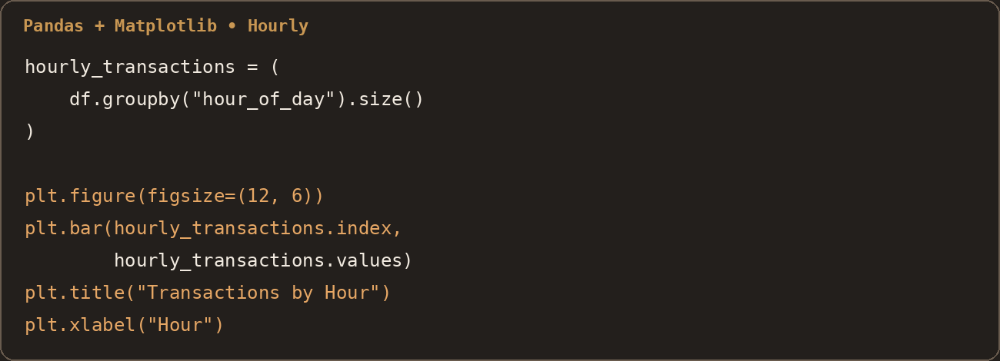 Pandas + Matplotlib • Hourly
hourly_transactions = (
    df.groupby("hour_of_day").size()
)
plt.figure(figsize=(12, 6))
plt.bar(hourly_transactions.index,
        hourly_transactions.values)
plt.title("Transactions by Hour")
plt.xlabel("Hour")